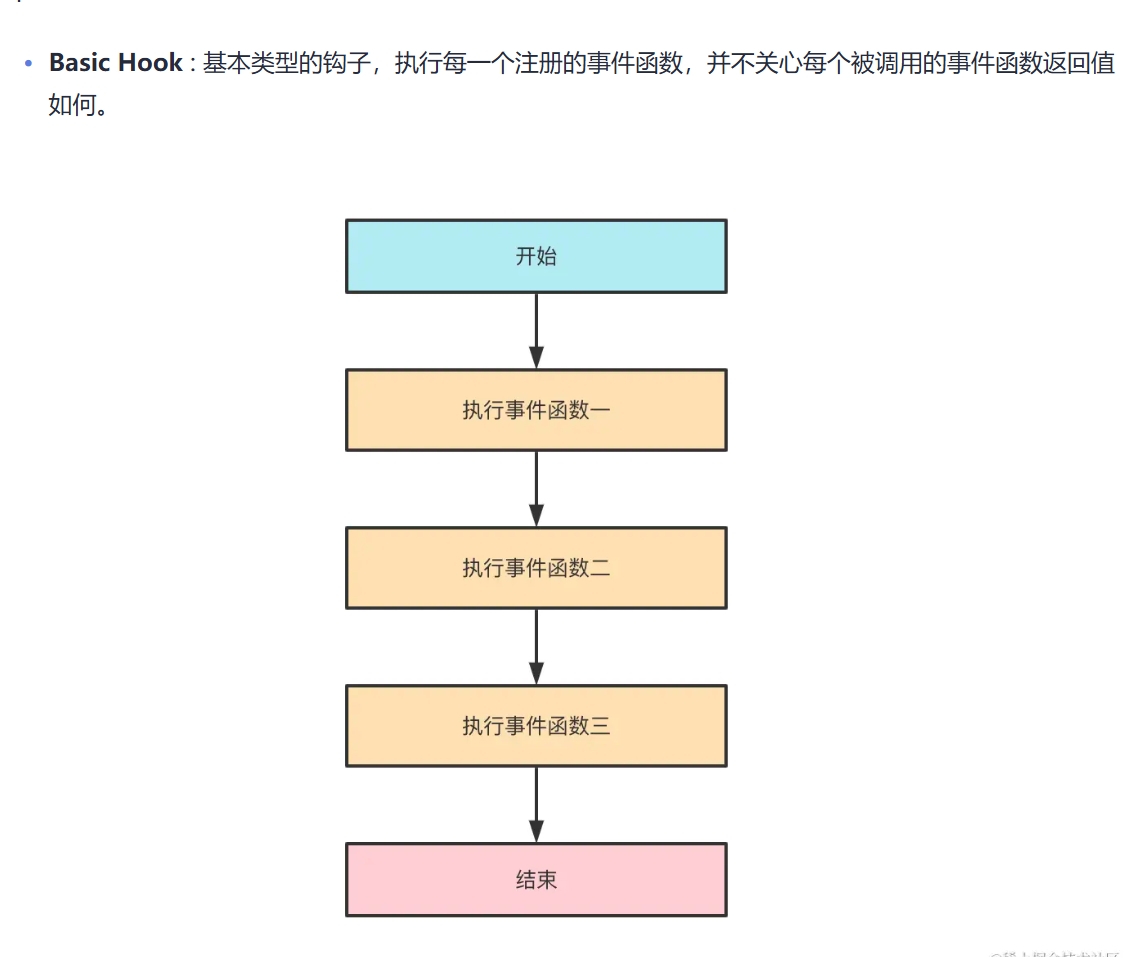 Basic Hook : 基本类型的钩子，执行每一个注册的事件函数，并不关心每个被调用的事件函数返回值
如何。
开始
执行事件函数一
执行事件函数二
执行事件函数三
结束